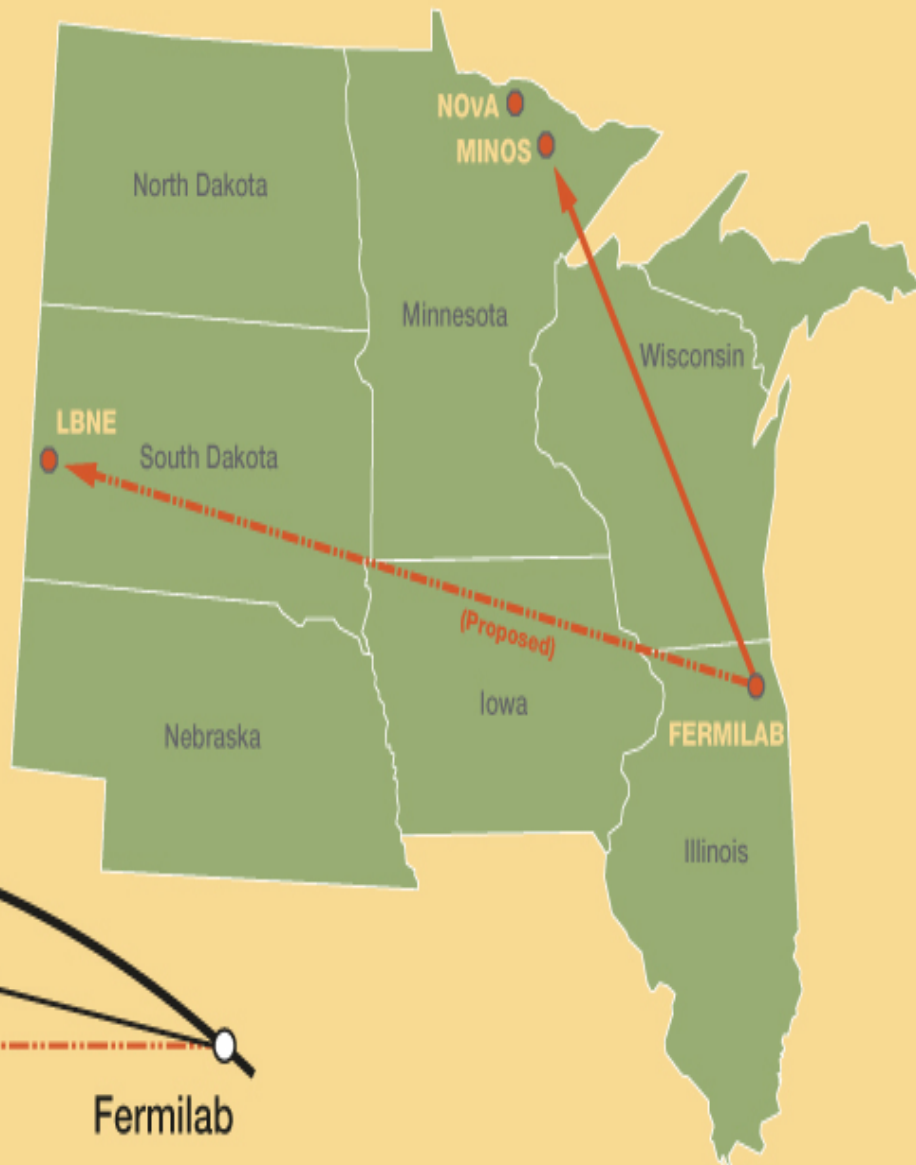 NOvA
MINOS
North Dakota
Minnesota
Wisconsin
LBNE
South Dakota
(Proposed)
Iowa
Nebraska
FERMILAB
Illinois
Fermilab